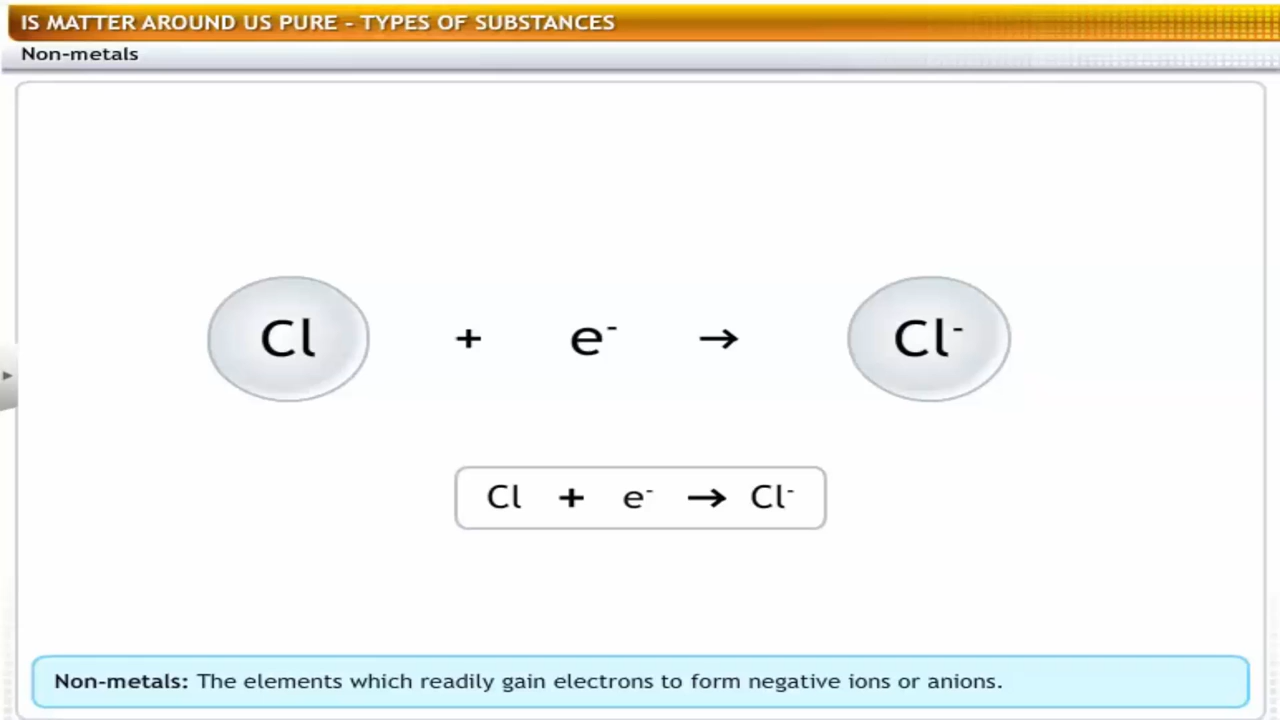 IS MATTER AROUND US PURE - TYPES OF SUBSTANCES
Non-metals
Cl + e⁻ → Cl⁻
Cl + e⁻ → Cl⁻
Non-metals: The elements which readily gain electrons to form negative ions or anions.